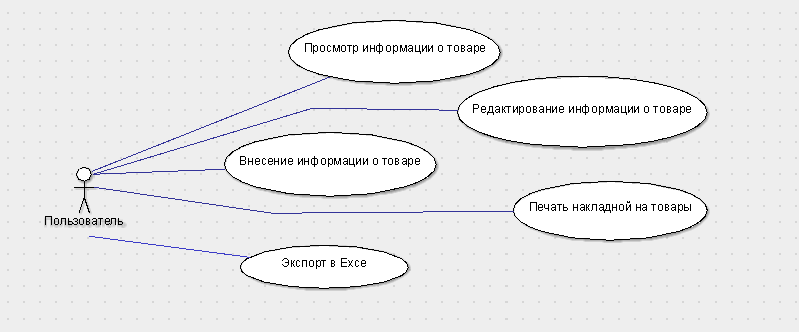 Просмотр информации о товаре
Редактирование информации о товаре
Внесение информации о товаре
Пользователь
Печать накладной на товары
Экспорт в Exce